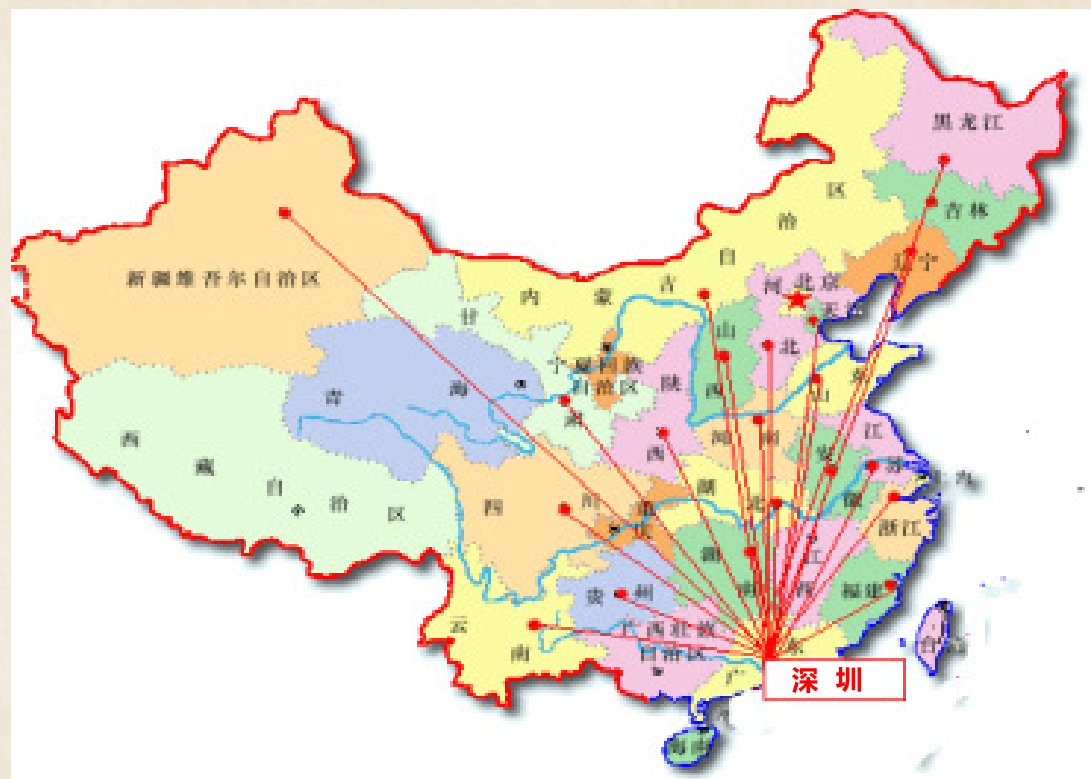 黑龙江
吉林
辽宁
内蒙古自治区
新疆维吾尔自治区
北京
河北
天津
甘肃
宁夏回族
自治区
青海
山西
陕西
山东
河南
江苏
安徽
上海
西藏自治区
四川
重庆
湖北
浙江
湖南
江西
贵州
福建
云南
广西壮族
自治区
广东
台湾
深圳
海南